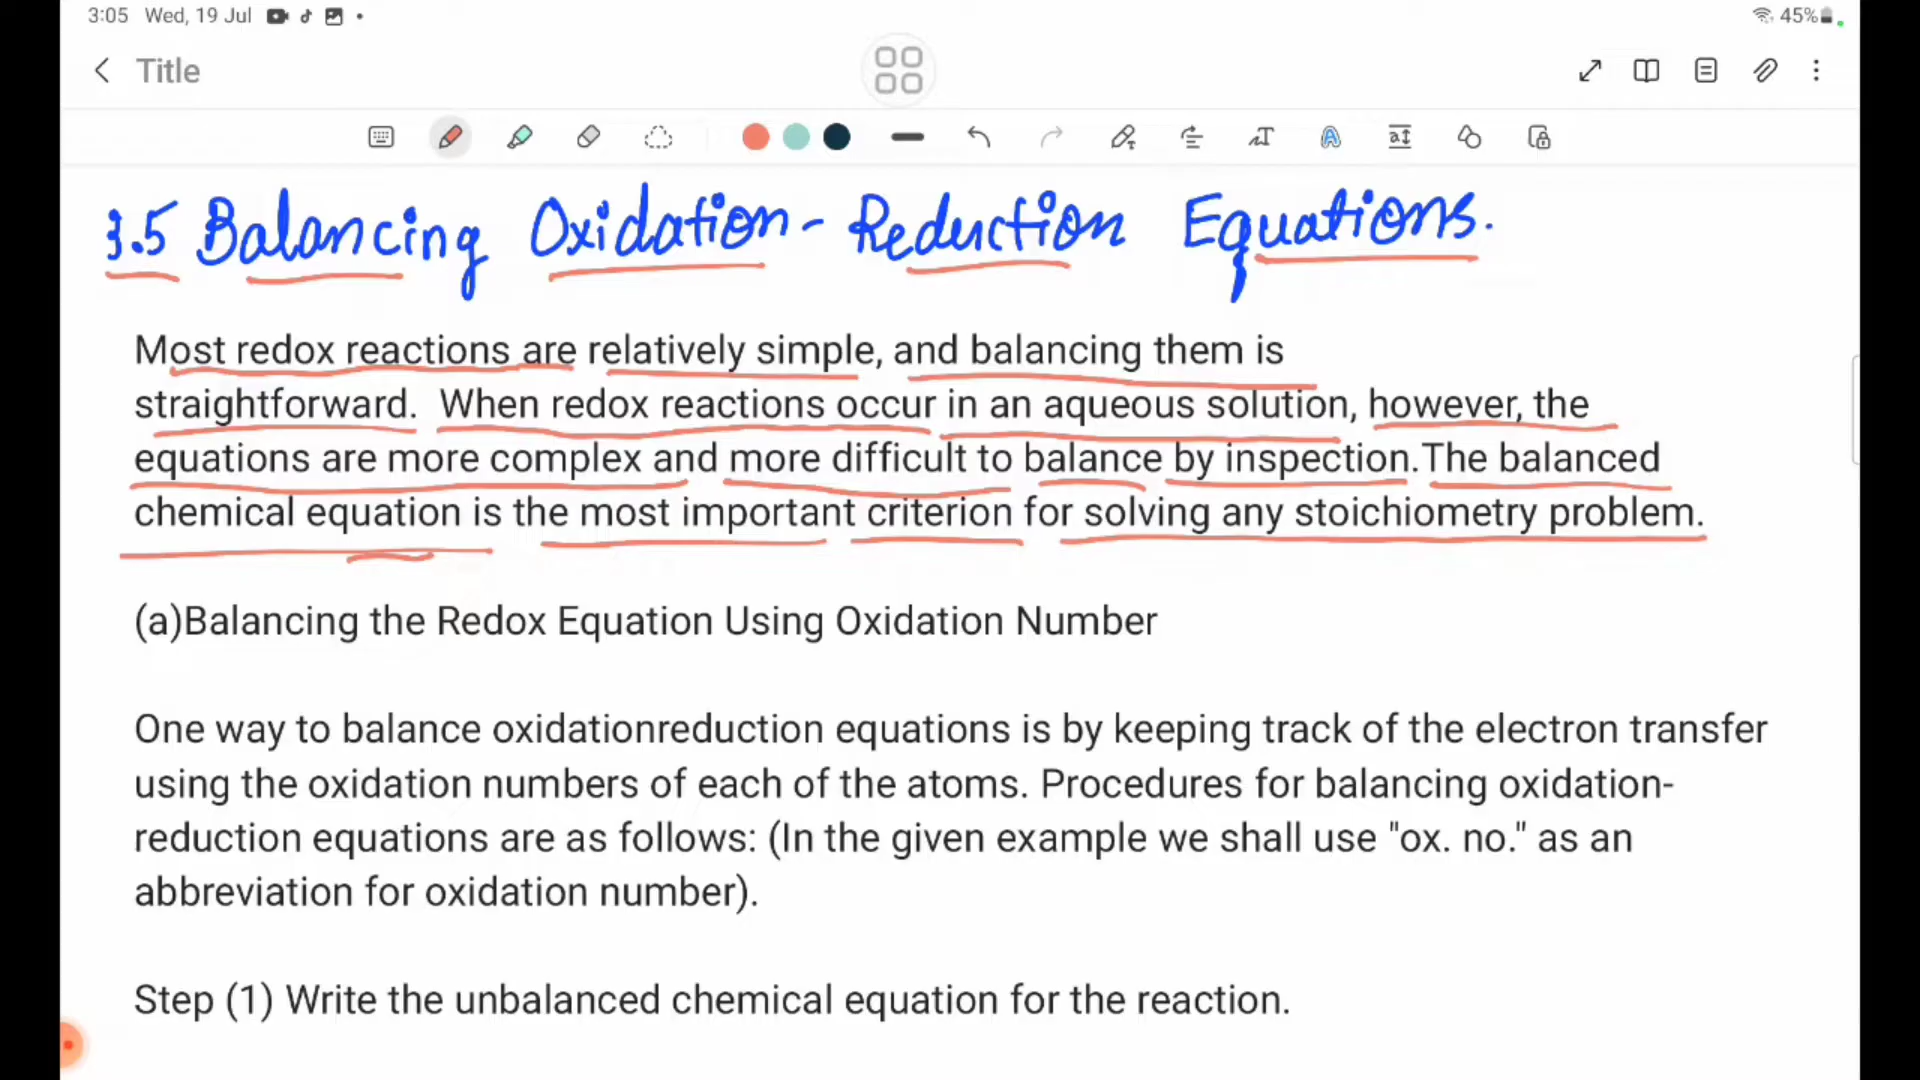 3:05 Wed, 19 Jul 45%
Title
3.5 Balancing Oxidation-Reduction Equations.
Most redox reactions are relatively simple, and balancing them is
straightforward. When redox reactions occur in an aqueous solution, however, the
equations are more complex and more difficult to balance by inspection.The balanced
chemical equation is the most important criterion for solving any stoichiometry problem.
(a)Balancing the Redox Equation Using Oxidation Number
One way to balance oxidationreduction equations is by keeping track of the electron transfer
using the oxidation numbers of each of the atoms. Procedures for balancing oxidation-
reduction equations are as follows: (In the given example we shall use "ox. no." as an
abbreviation for oxidation number).
Step (1) Write the unbalanced chemical equation for the reaction.